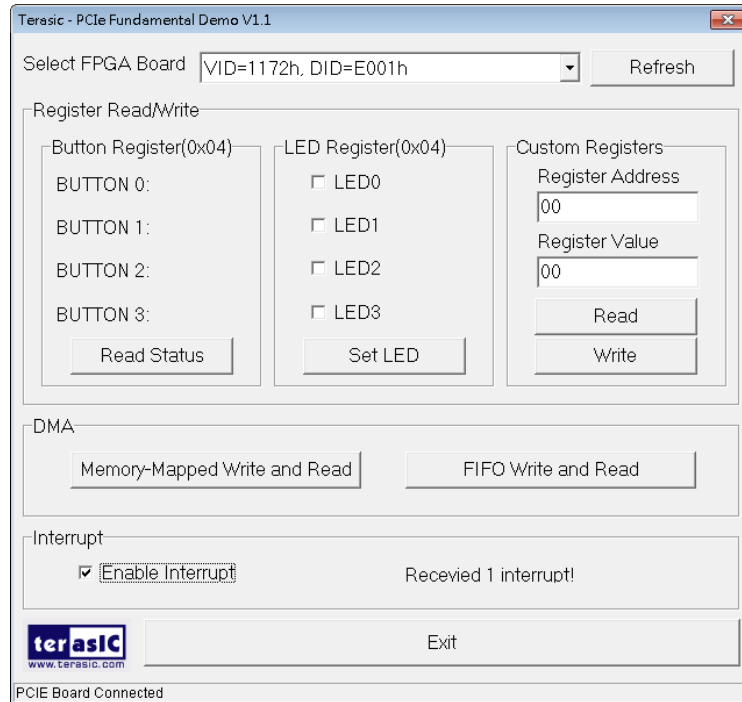 Terasic - PCIe Fundamental Demo V1.1
Select FPGA Board
VID=1172h, DID=E001h
Refresh
Register Read/Write
Button Register(0x04)
BUTTON 0:
BUTTON 1:
BUTTON 2:
BUTTON 3:
Read Status
LED Register(0x04)
LED0
LED1
LED2
LED3
Set LED
Custom Registers
Register Address
00
Register Value
00
Read
Write
DMA
Memory-Mapped Write and Read
FIFO Write and Read
Interrupt
Enable Interrupt
Recevied 1 interrupt!
terasIC
www.terasic.com
Exit
PCIE Board Connected